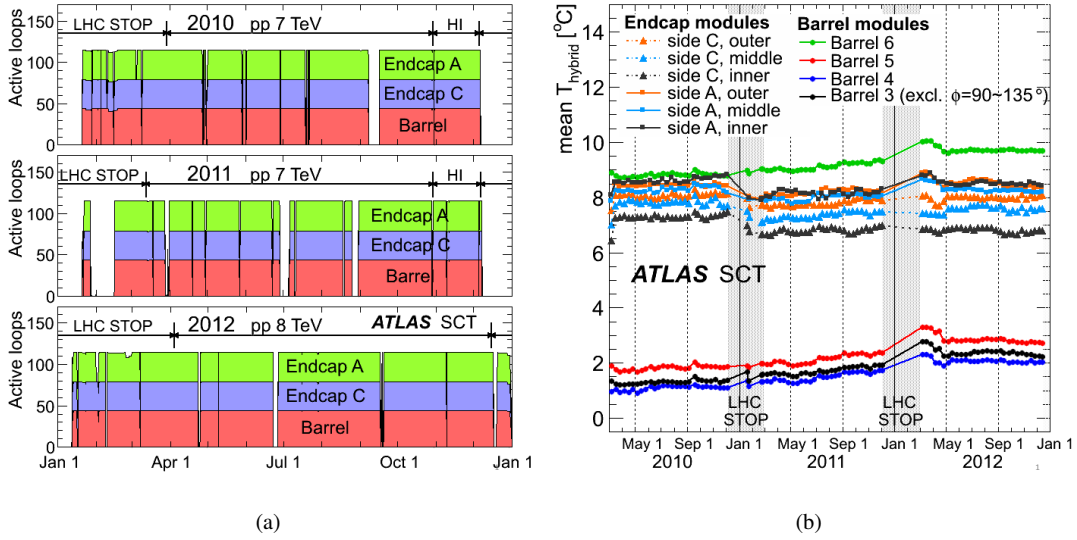 LHC STOP 2010 pp 7 TeV HI
Active loops
150
100
50
0
Endcap A
Endcap C
Barrel
LHC STOP 2011 pp 7 TeV HI
Active loops
150
100
50
0
Endcap A
Endcap C
Barrel
LHC STOP 2012 pp 8 TeV ATLAS SCT
Active loops
150
100
50
0
Endcap A
Endcap C
Barrel
Jan 1 Apr 1 Jul 1 Oct 1 Jan 1
(a)
mean T_hybrid [°C]
14
12
10
8
6
4
2
0
Endcap modules
side C, outer
side C, middle
side C, inner
side A, outer
side A, middle
side A, inner
Barrel modules
Barrel 6
Barrel 5
Barrel 4
Barrel 3 (excl. ϕ=90~135°)
ATLAS SCT
LHC STOP
LHC STOP
May 1 Sep 1 Jan 1 May 1 Sep 1 Jan 1 May 1 Sep 1 Jan 1
2010 2011 2012
1
(b)